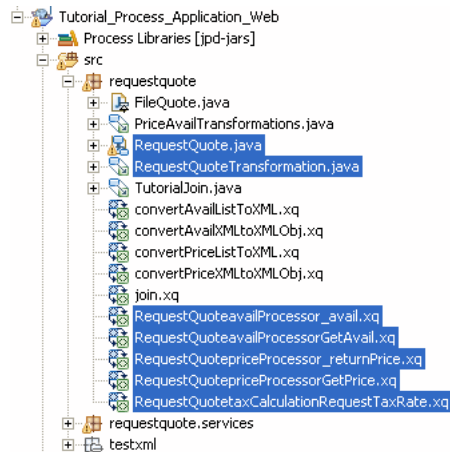 Tutorial_Process_Application_Web
Process Libraries [jpd-jars]
src
requestquote
FileQuote.java
PriceAvailTransformations.java
RequestQuote.java
RequestQuoteTransformation.java
TutorialJoin.java
convertAvailListToXML.xq
convertAvailXMLtoXMLObj.xq
convertPriceListToXML.xq
convertPriceXMLtoXMLObj.xq
join.xq
RequestQuoteavailProcessor_avail.xq
RequestQuoteavailProcessorGetAvail.xq
RequestQuotepriceProcessor_returnPrice.xq
RequestQuotepriceProcessorGetPrice.xq
RequestQuotetaxCalculationRequestTaxRate.xq
requestquote.services
testxml